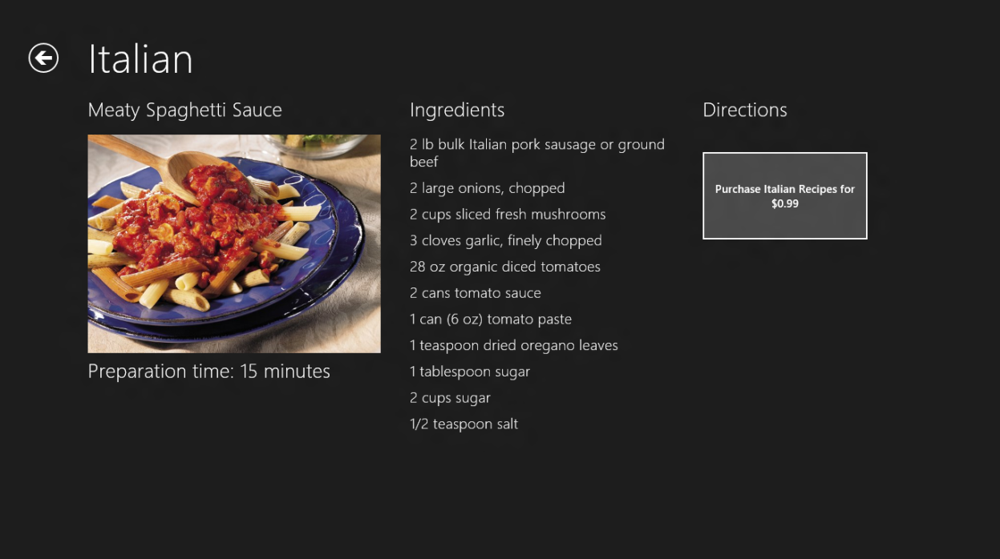 Italian
Meaty Spaghetti Sauce
Preparation time: 15 minutes
Ingredients
2 lb bulk Italian pork sausage or ground
beef
2 large onions, chopped
2 cups sliced fresh mushrooms
3 cloves garlic, finely chopped
28 oz organic diced tomatoes
2 cans tomato sauce
1 can (6 oz) tomato paste
1 teaspoon dried oregano leaves
1 tablespoon sugar
2 cups sugar
1/2 teaspoon salt
Directions
Purchase Italian Recipes for
$0.99